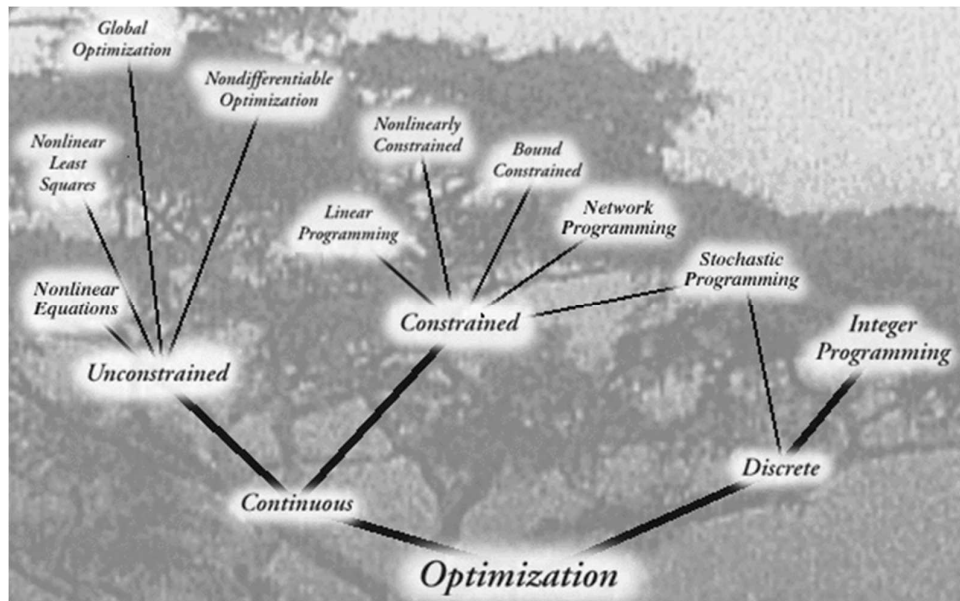 Global
Optimization
Nondifferentiable
Optimization
Nonlinear
Least
Squares
Nonlinearly
Constrained
Bound
Constrained
Linear
Programming
Network
Programming
Stochastic
Programming
Nonlinear
Equations
Constrained
Integer
Programming
Unconstrained
Discrete
Continuous
Optimization